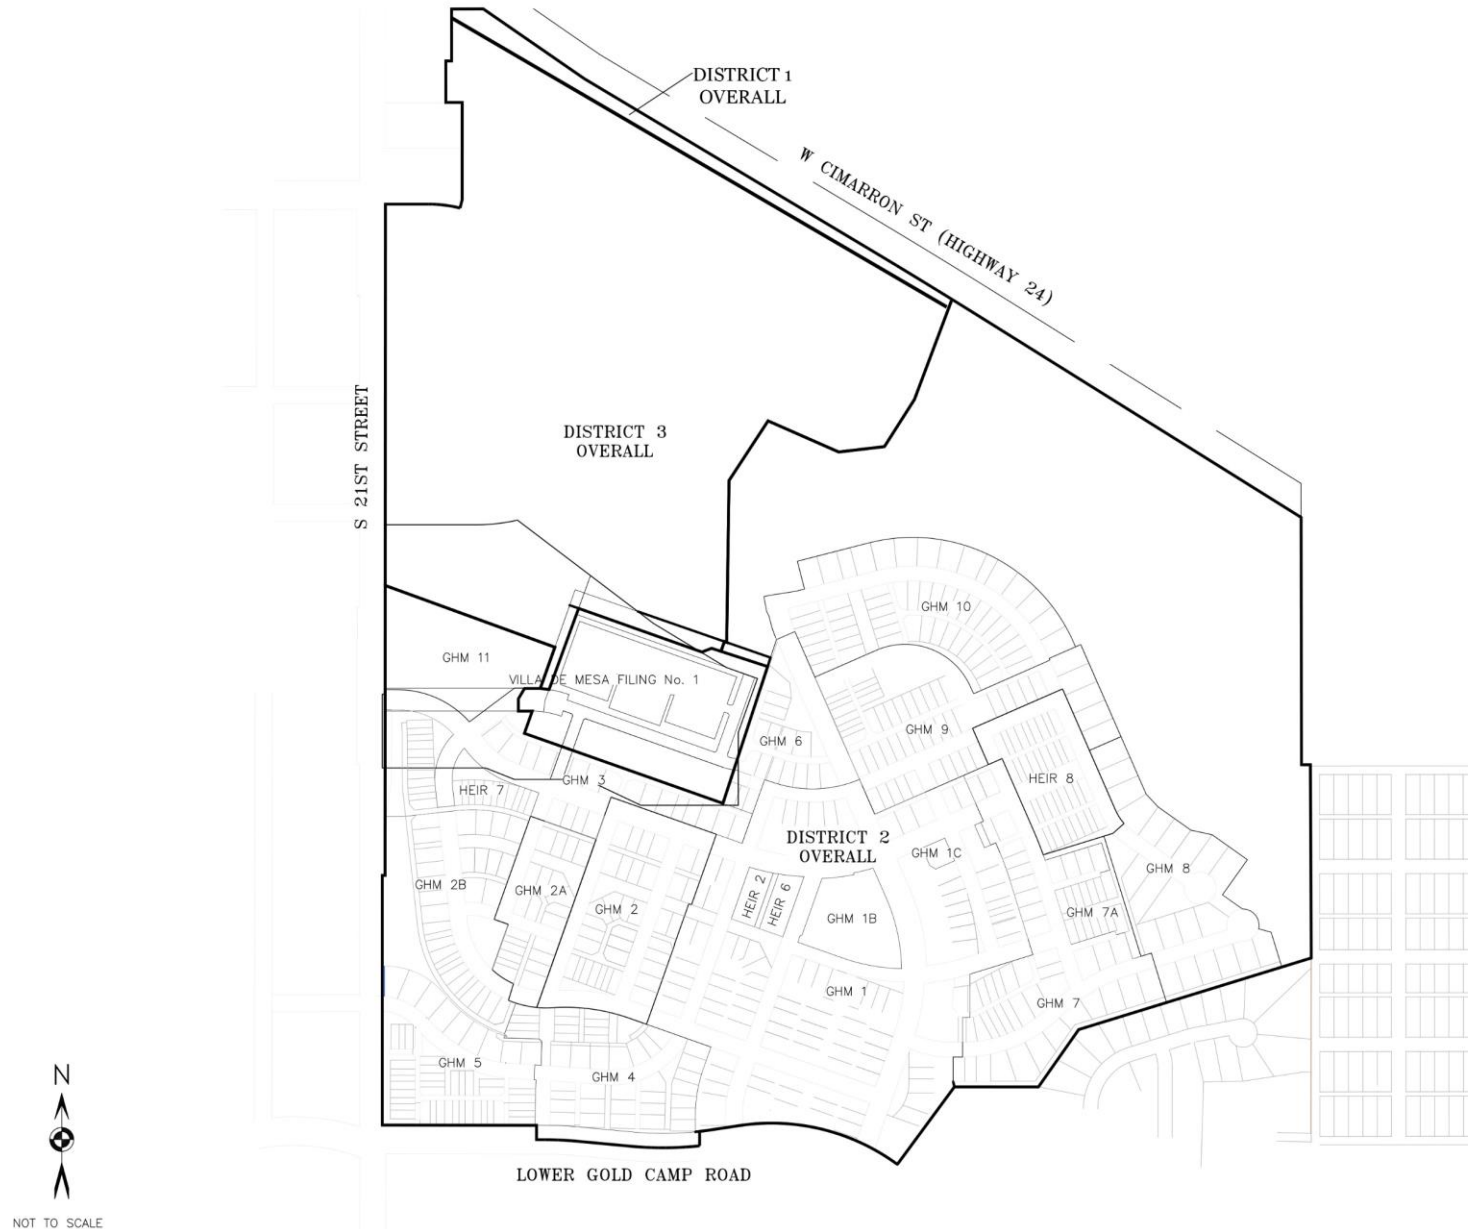 DISTRICT 1
OVERALL
W CIMARRON ST (HIGHWAY 24)
S 21ST STREET
DISTRICT 3
OVERALL
GHM 10
GHM 11
VILLA DE MESA FILING No. 1
GHM 9
GHM 6
HEIR 8
GHM 3
HEIR 7
DISTRICT 2
OVERALL
GHM 1C
GHM 8
GHM 2B
GHM 2A
HEIR 2
HEIR 6
GHM 2
GHM 1B
GHM 7A
GHM 1
GHM 7
GHM 5
GHM 4
N
LOWER GOLD CAMP ROAD
NOT TO SCALE